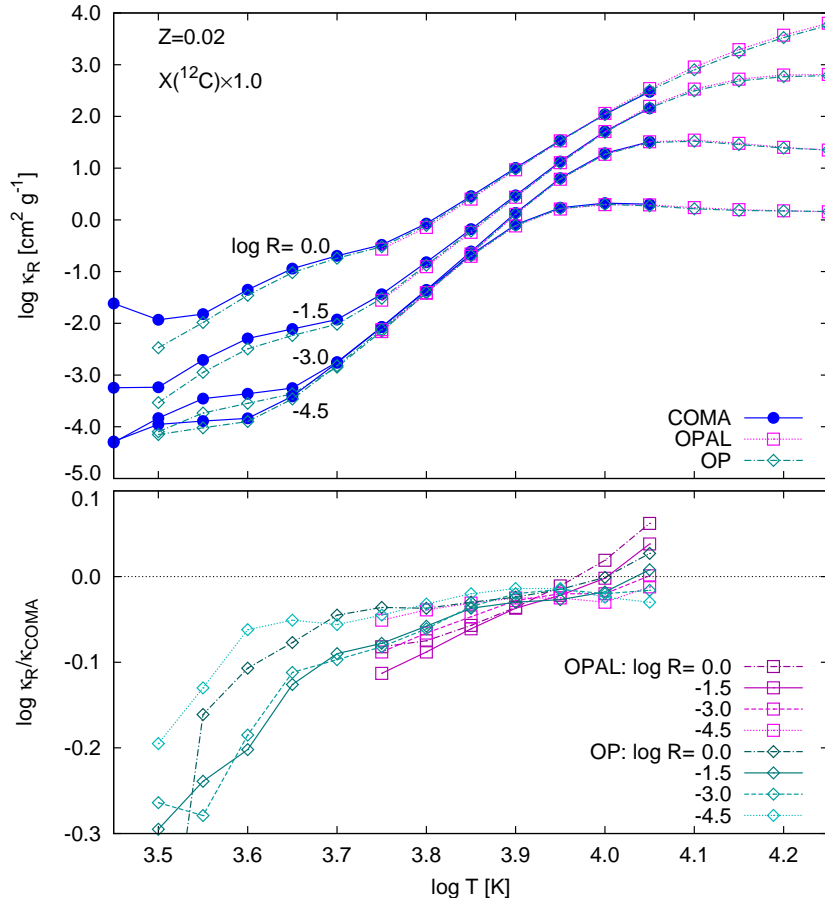 Z=0.02
X(¹²C)×1.0
4.0
3.0
2.0
1.0
0.0
-1.0
-2.0
-3.0
-4.0
-5.0
log κR [cm² g⁻¹]
log R= 0.0
-1.5
-3.0
-4.5
COMA
OPAL
OP
0.1
0.0
-0.1
-0.2
-0.3
log κR/κCOMA
OPAL: log R= 0.0
-1.5
-3.0
-4.5
OP: log R= 0.0
-1.5
-3.0
-4.5
3.5 3.6 3.7 3.8 3.9 4.0 4.1 4.2
log T [K]